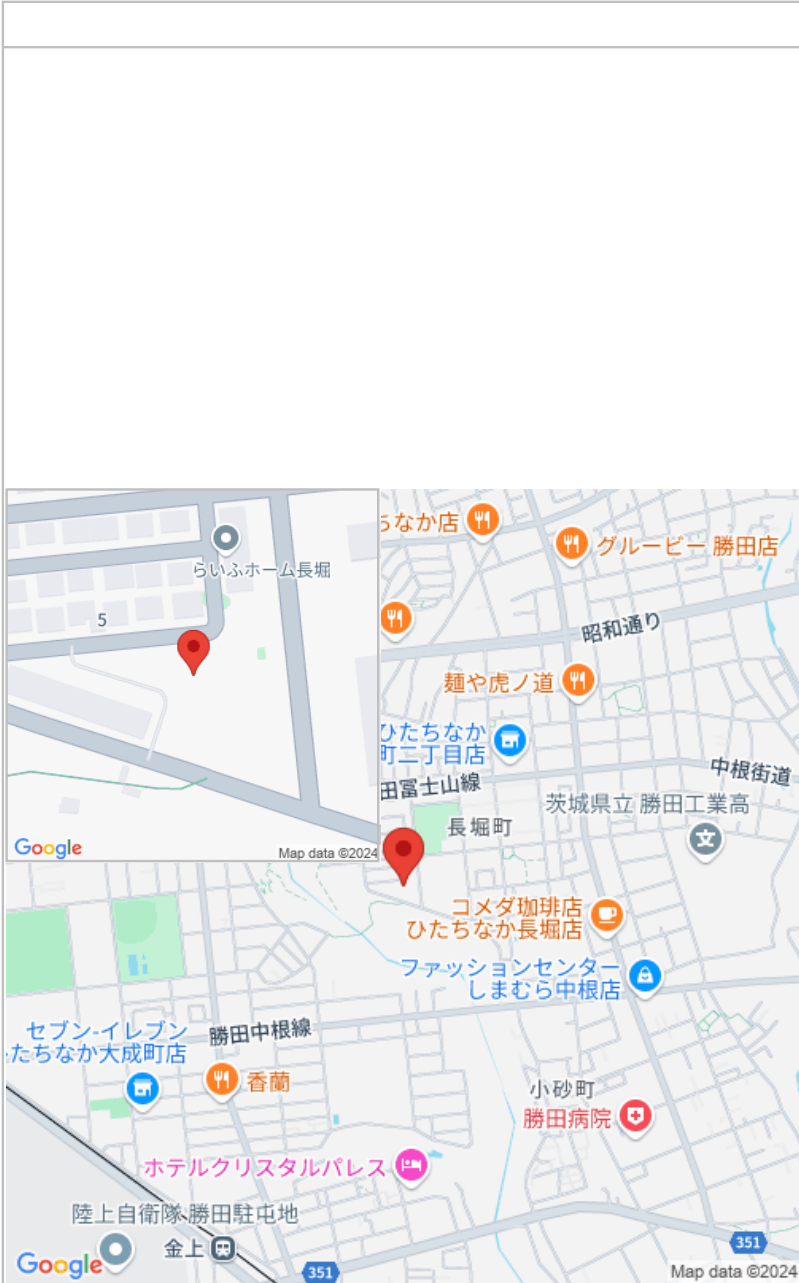 らいふホーム長堀
5
Google
Map data ©2024
ちなか店
グルービー 勝田店
昭和通り
麺や虎ノ道
ひたちなか
町二丁目店
中根街道
田冨士山線
茨城県立 勝田工業高
長堀町
コメダ珈琲店
ひたちなか長堀店
ファッションセンター
しまむら中根店
セブン-イレブン
たちなか大成町店
勝田中根線
香蘭
小砂町
勝田病院
ホテルクリスタルパレス
陸上自衛隊 勝田駐屯地
金上
351
351
Google
Map data ©2024